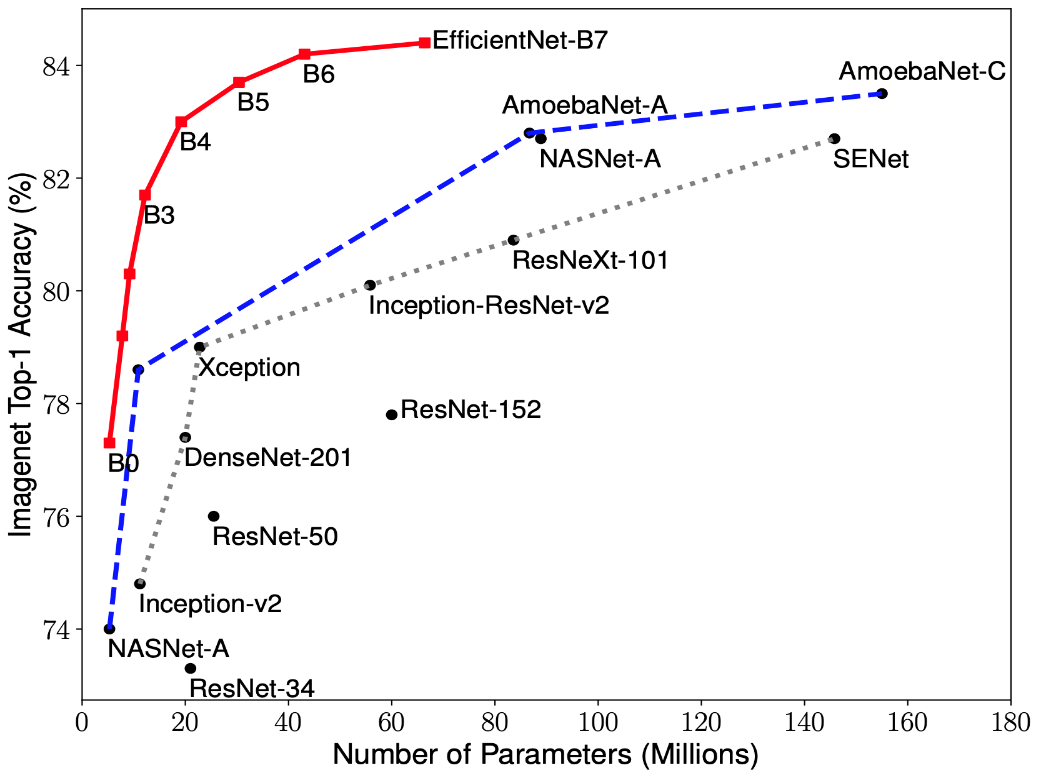 EfficientNet-B7
84
B6
AmoebaNet-C
B5
AmoebaNet-A
B4
NASNet-A
SENet
82
B3
ResNeXt-101
80
Inception-ResNet-v2
Xception
78
ResNet-152
B0
DenseNet-201
76
ResNet-50
Inception-v2
74
NASNet-A
ResNet-34
Imagenet Top-1 Accuracy (%)
0 20 40 60 80 100 120 140 160 180
Number of Parameters (Millions)